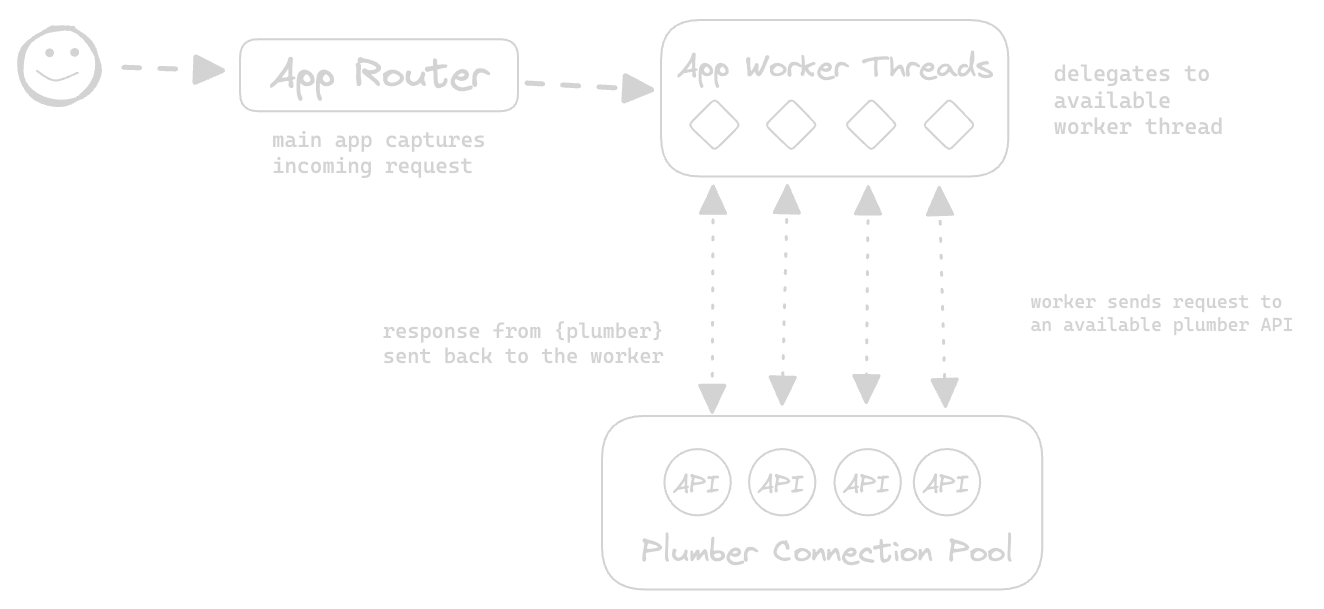 App Router
main app captures
incoming request
App Worker Threads
delegates to
available
worker thread
response from {plumber}
sent back to the worker
worker sends request to
an available plumber API
API API API API
Plumber Connection Pool